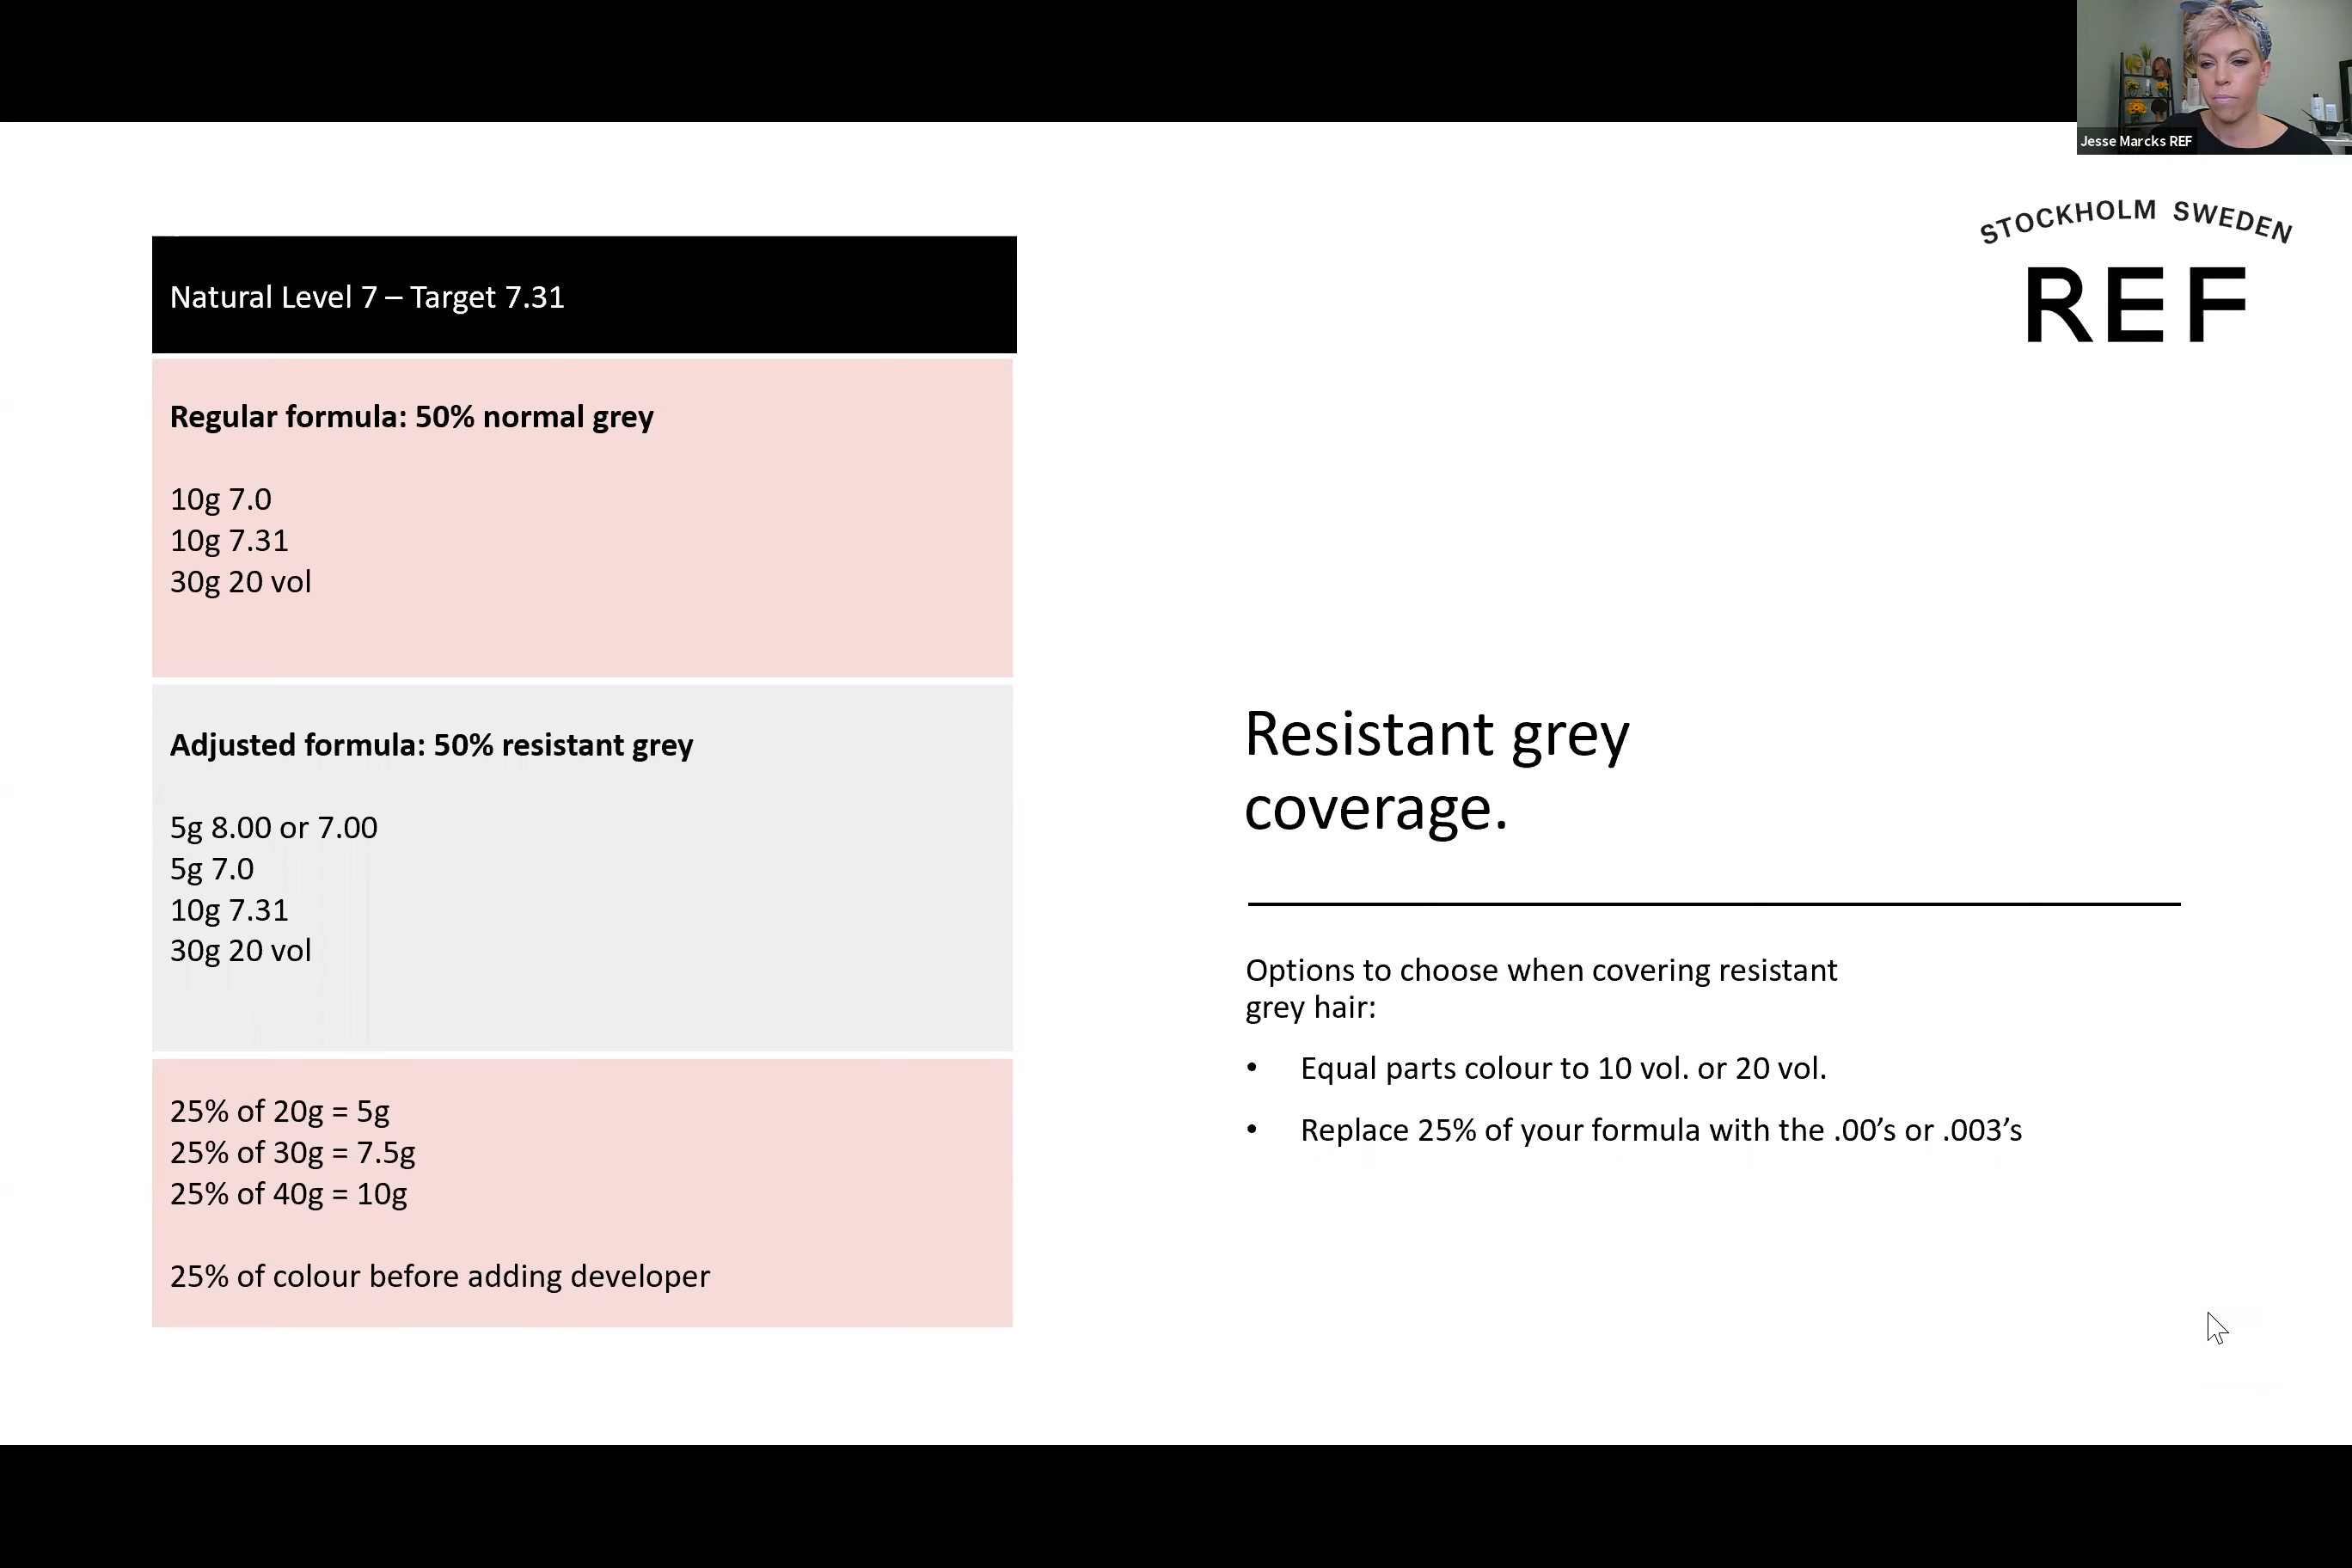 Jesse Marcks REF
STOCKHOLM SWEDEN
REF
Natural Level 7 – Target 7.31
Regular formula: 50% normal grey
10g 7.0
10g 7.31
30g 20 vol
Adjusted formula: 50% resistant grey
5g 8.00 or 7.00
5g 7.0
10g 7.31
30g 20 vol
25% of 20g = 5g
25% of 30g = 7.5g
25% of 40g = 10g
25% of colour before adding developer
Resistant grey
coverage.
Options to choose when covering resistant
grey hair:
• Equal parts colour to 10 vol. or 20 vol.
• Replace 25% of your formula with the .00’s or .003’s